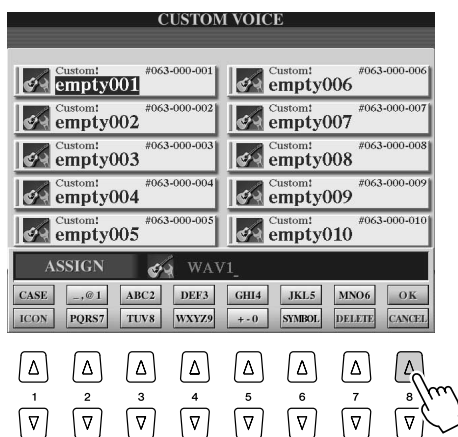 CUSTOM VOICE
Custom! #063-000-001
empty001
Custom! #063-000-006
empty006
Custom! #063-000-002
empty002
Custom! #063-000-007
empty007
Custom! #063-000-003
empty003
Custom! #063-000-008
empty008
Custom! #063-000-004
empty004
Custom! #063-000-009
empty009
Custom! #063-000-005
empty005
Custom! #063-000-010
empty010
ASSIGN WAV1_
CASE _,@1 ABC2 DEF3 GHI4 JKL5 MNO6 OK
ICON PQRS7 TUV8 WXYZ9 +-0 SYMBOL DELETE CANCEL
1 2 3 4 5 6 7 8